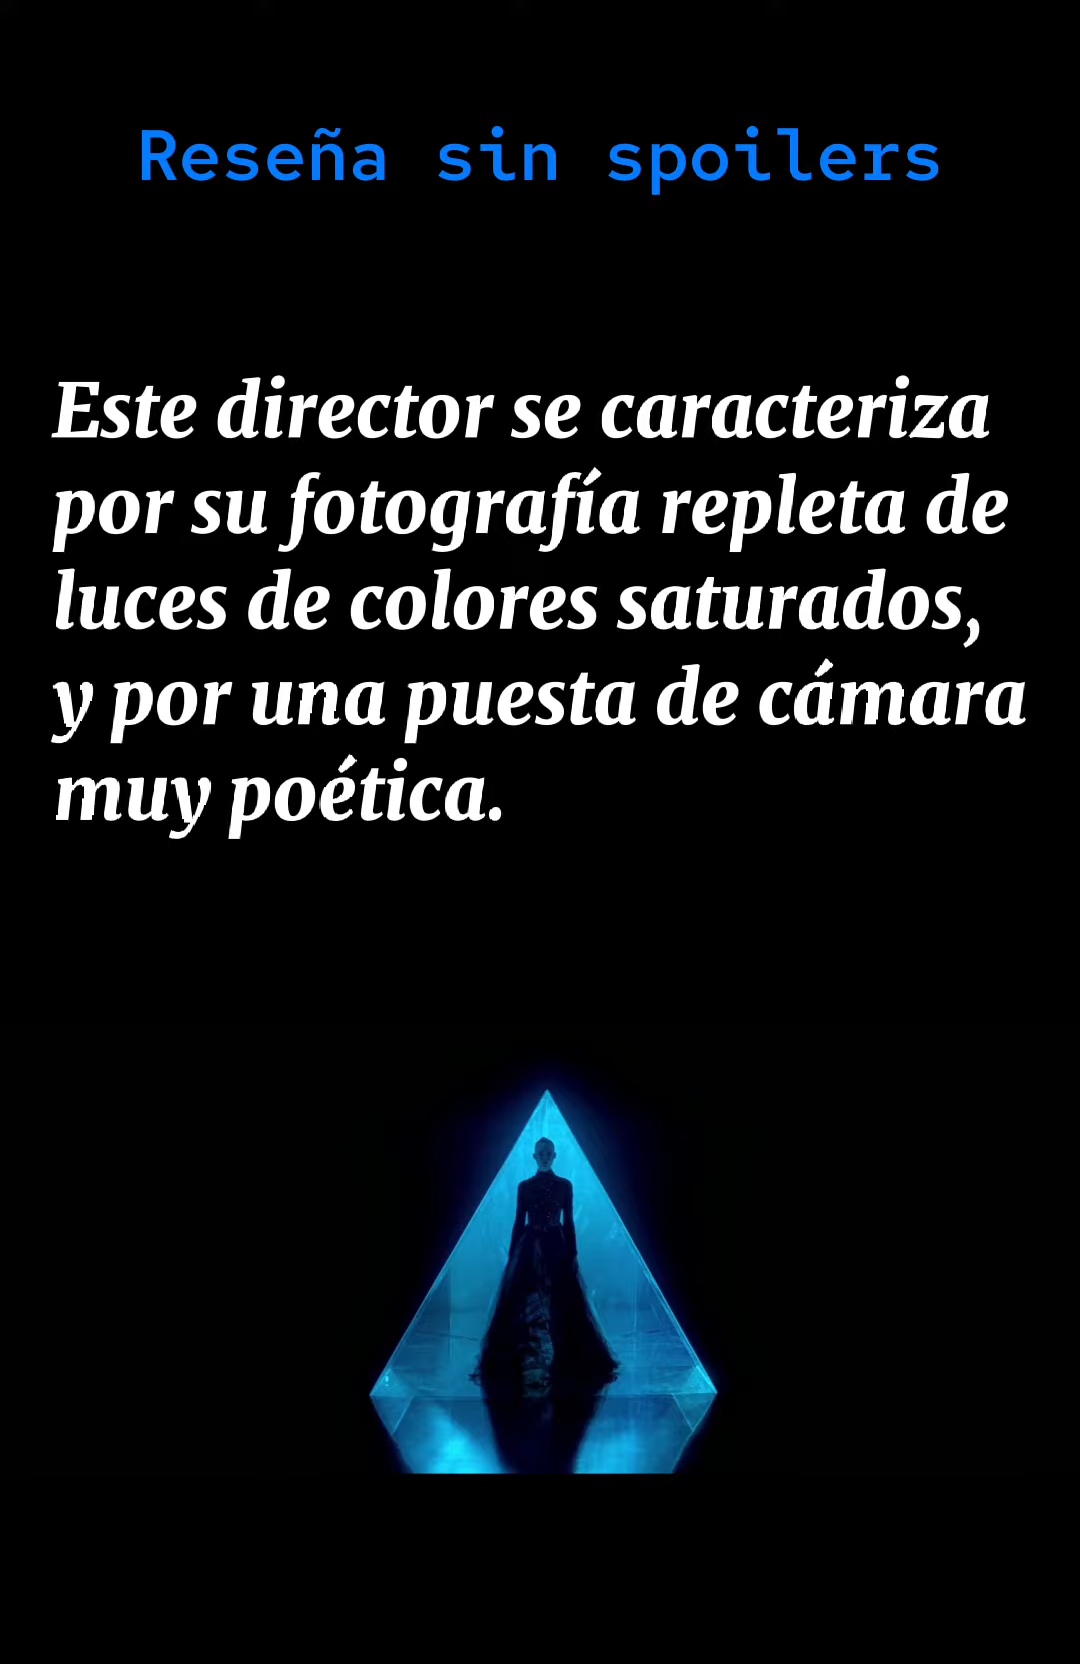 Reseña sin spoilers
Este director se caracteriza
por su fotografía repleta de
luces de colores saturados,
y por una puesta de cámara
muy poética.